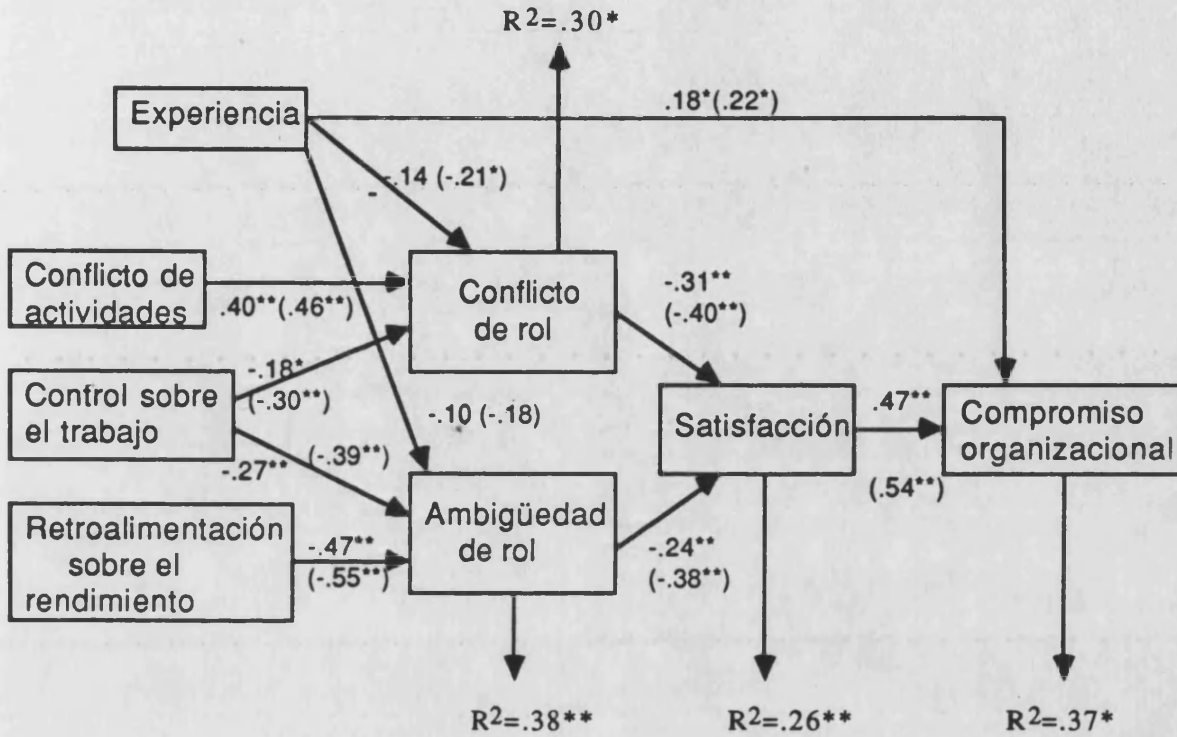 R²=.30*
.18*(.22*)
Experiencia
-.14 (-.21*)
Conflicto de
actividades
.40**(.46**)
Conflicto
de rol
-.31**
(-.40**)
Control sobre
el trabajo
-.18*
(-.30**)
-.10 (-.18)
Satisfacción
.47**
(.54**)
Compromiso
organizacional
-.27**
(-.39**)
Retroalimentación
sobre el
rendimiento
-.47**
(-.55**)
Ambigüedad
de rol
-.24**
(-.38**)
R²=.38**
R²=.26**
R²=.37*